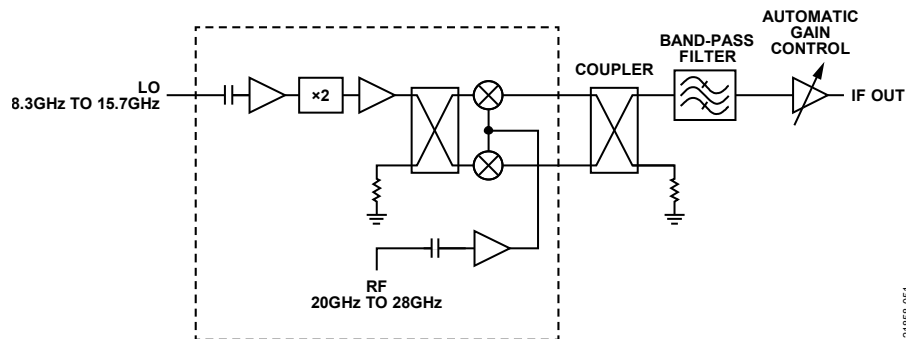 AUTOMATIC
GAIN
CONTROL
BAND-PASS
FILTER
COUPLER
LO
8.3GHz TO 15.7GHz
×2
IF OUT
RF
20GHz TO 28GHz